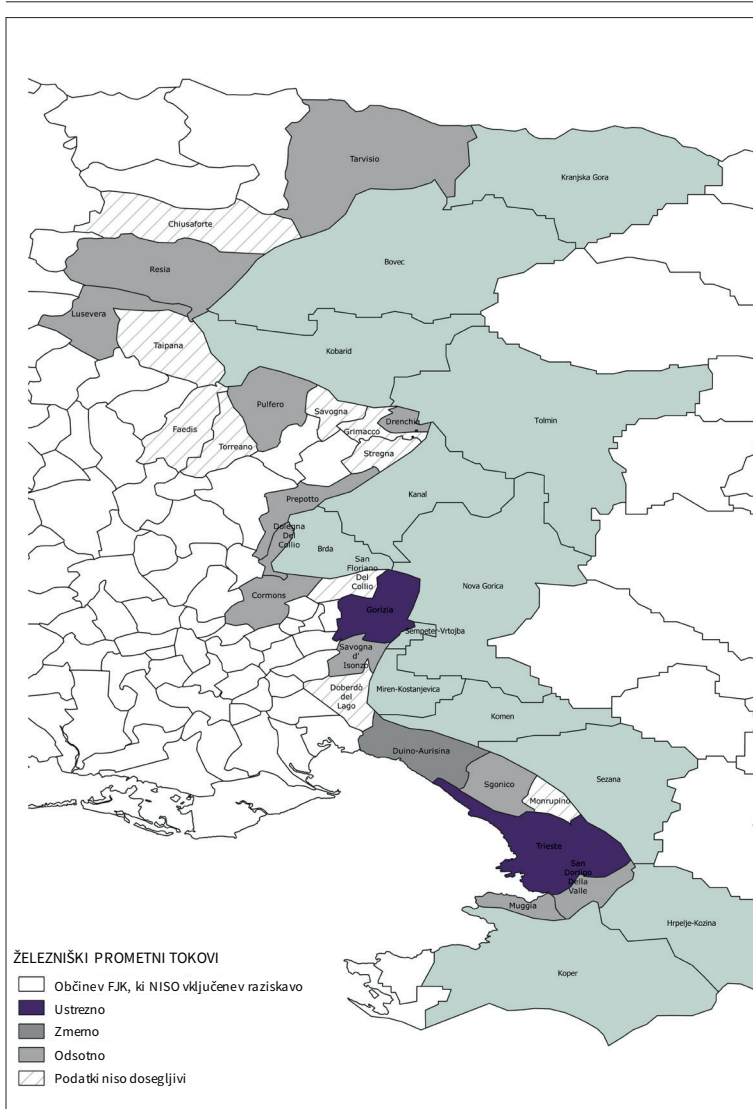 Tarvisio
Kranjska Gora
Chiusaforte
Bovec
Resia
Lusevera
Taipana
Kobarid
Pulfero
Savogna
Tolmin
Drenchia
Faedis
Grimacco
Torreano
Stregna
Prepotto
Kanal
Dolegna
Del
Collio
Brda
San
Floriano
Del
Collio
Nova Gorica
Cormons
Gorizia
Sempeter-Vrtojba
Savogna
d'
Isonzo
Doberdò
del
Lago
Miren-Kostanjevica
Komen
Duino-Aurisina
Sezana
Sgonico
Monrupino
Trieste
San
Dorligo
Della
Valle
Muggia
Hrpelje-Kozina
Koper
ŽELEZNIŠKI PROMETNI TOKOVI
Občinev FJK, ki NISO vključenev raziskavo
Ustrezno
Zmerno
Odsotno
Podatki niso dosegljivi